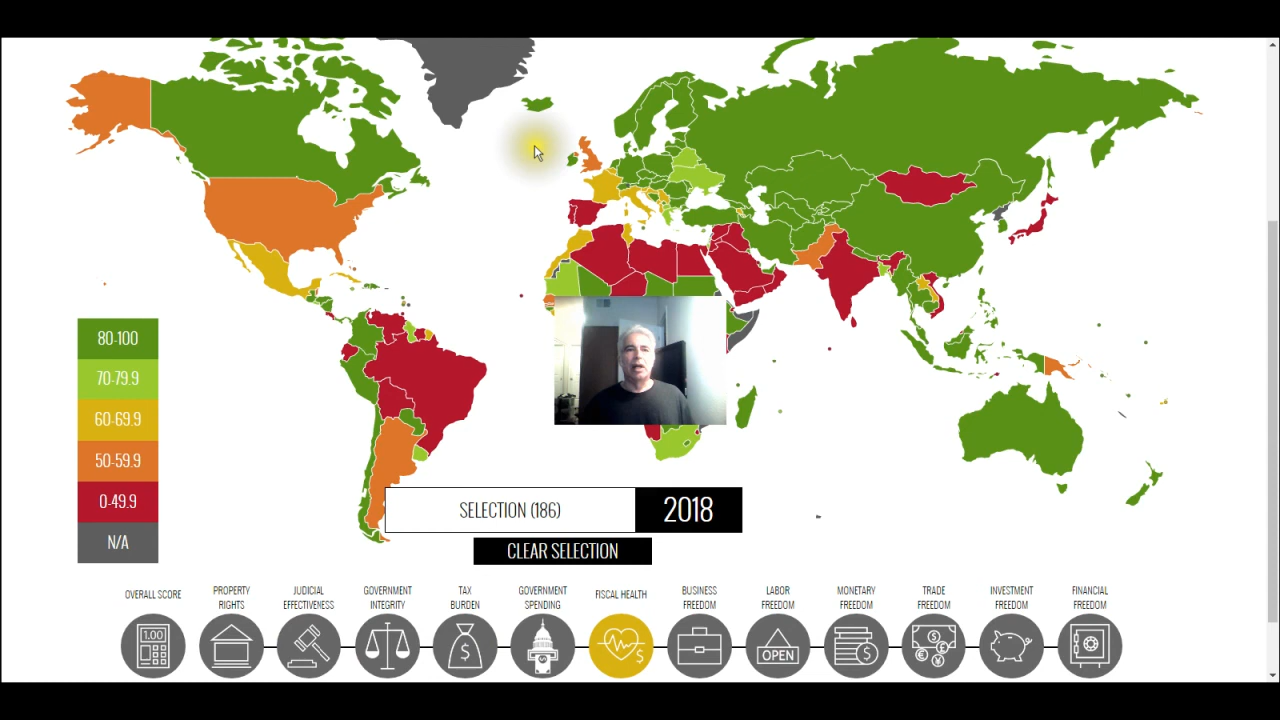 80-100
70-79.9
60-69.9
50-59.9
0-49.9
N/A
SELECTION (186)
2018
CLEAR SELECTION
OVERALL SCORE
PROPERTY
RIGHTS
JUDICIAL
EFFECTIVENESS
GOVERNMENT
INTEGRITY
TAX
BURDEN
GOVERNMENT
SPENDING
FISCAL HEALTH
BUSINESS
FREEDOM
LABOR
FREEDOM
MONETARY
FREEDOM
TRADE
FREEDOM
INVESTMENT
FREEDOM
FINANCIAL
FREEDOM
1.00
$
$
OPEN
$
$
€
£
¥